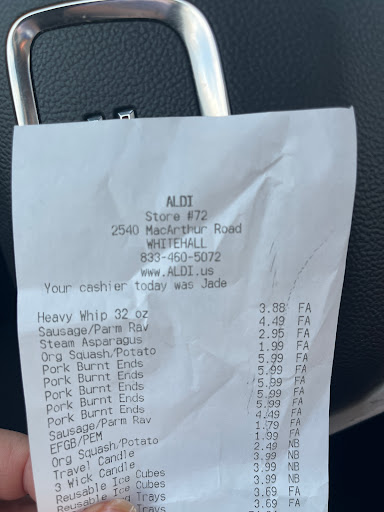 ALDI
Store #72
2540 MacArthur Road
WHITEHALL
833-460-5072
www.ALDI.us
Your cashier today was Jade
Heavy Whip 32 oz 3.88 FA
Sausage/Parm Rav 4.49 FA
Steam Asparagus 2.95 FA
Org Squash/Potato 1.99 FA
Pork Burnt Ends 5.99 FA
Pork Burnt Ends 5.99 FA
Pork Burnt Ends 5.99 FA
Pork Burnt Ends 5.99 FA
Sausage/Parm Rav 4.49 FA
EFGB/PEM 1.79 FA
Org Squash/Potato 1.99 FA
Travel Candle 2.49 NB
3 Wick Candle 3.99 NB
Reusable Ice Cubes 3.99 NB
Reusable Ice Cubes 3.99 NB
Trays 3.69 FA
Trays 3.69 FA